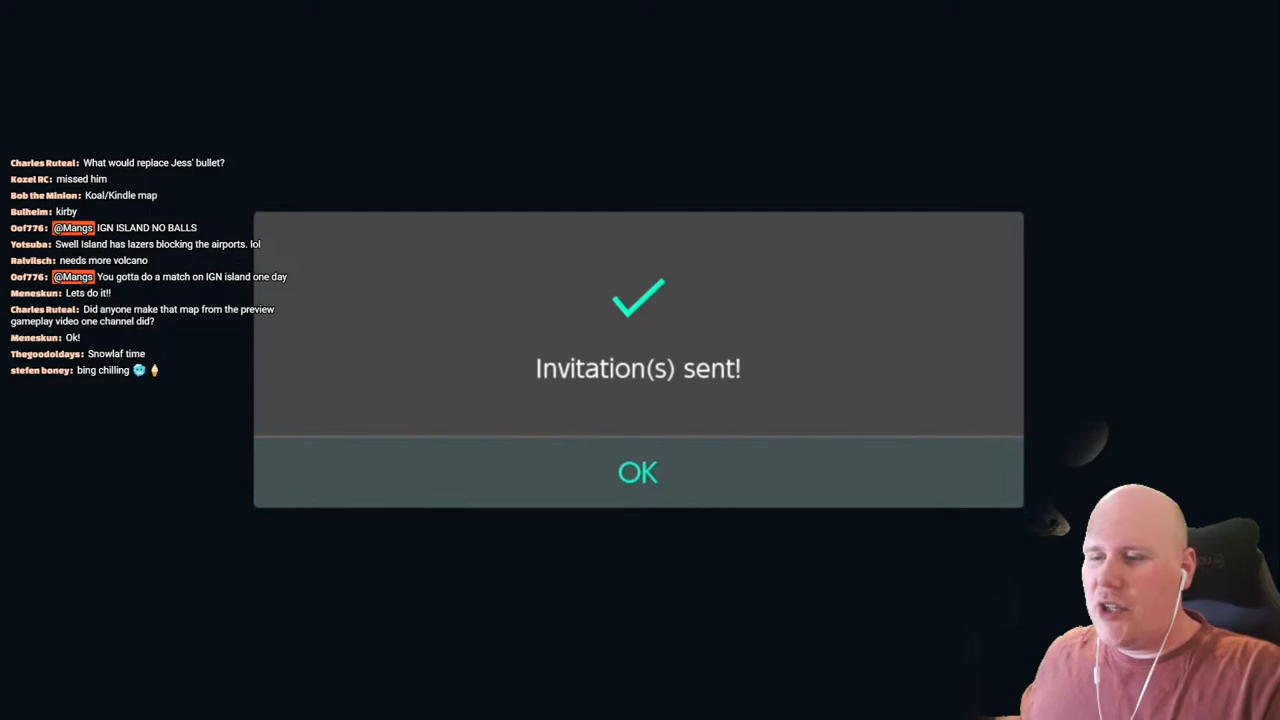 Charles Ruteal: What would replace Jess' bullet?
Kozel RC: missed him
Bob the Minion: Koal/Kindle map
Bulheim: kirby
Oof776: @Mangs IGN ISLAND NO BALLS
Yotsuba: Swell Island has lazers blocking the airports. lol
Ralvilsch: needs more volcano
Oof776: @Mangs You gotta do a match on IGN island one day
Meneskun: Lets do it!!
Charles Ruteal: Did anyone make that map from the preview
gameplay video one channel did?
Meneskun: Ok!
Thegoodoldays: Snowlaf time
stefen boney: bing chilling 🥶 🍦
Invitation(s) sent!
OK